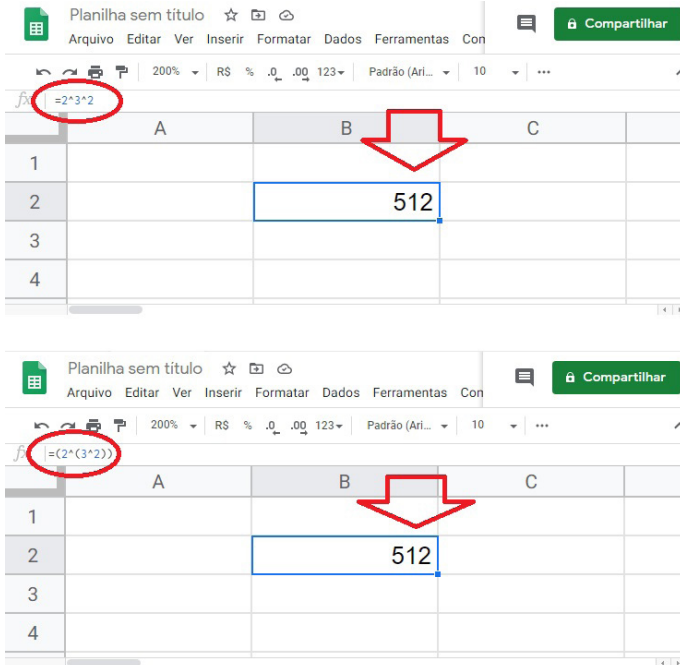 Planilha sem título
Compartilhar
Arquivo Editar Ver Inserir Formatar Dados Ferramentas Con
200% R$ % .0 .00 123 Padrão (Ari... 10 ...
fx =2^3^2
A B C
1
2 512
3
4
Planilha sem título
Compartilhar
Arquivo Editar Ver Inserir Formatar Dados Ferramentas Con
200% R$ % .0 .00 123 Padrão (Ari... 10 ...
fx =(2^(3^2))
A B C
1
2 512
3
4